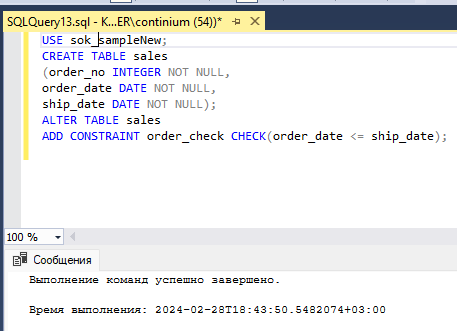 SQLQuery13.sql - K...ER\continium (54))*
USE sok_sampleNew;
CREATE TABLE sales
(order_no INTEGER NOT NULL,
order_date DATE NOT NULL,
ship_date DATE NOT NULL);
ALTER TABLE sales
ADD CONSTRAINT order_check CHECK(order_date <= ship_date);
100 %
Сообщения
Выполнение команд успешно завершено.
Время выполнения: 2024-02-28T18:43:50.5482074+03:00